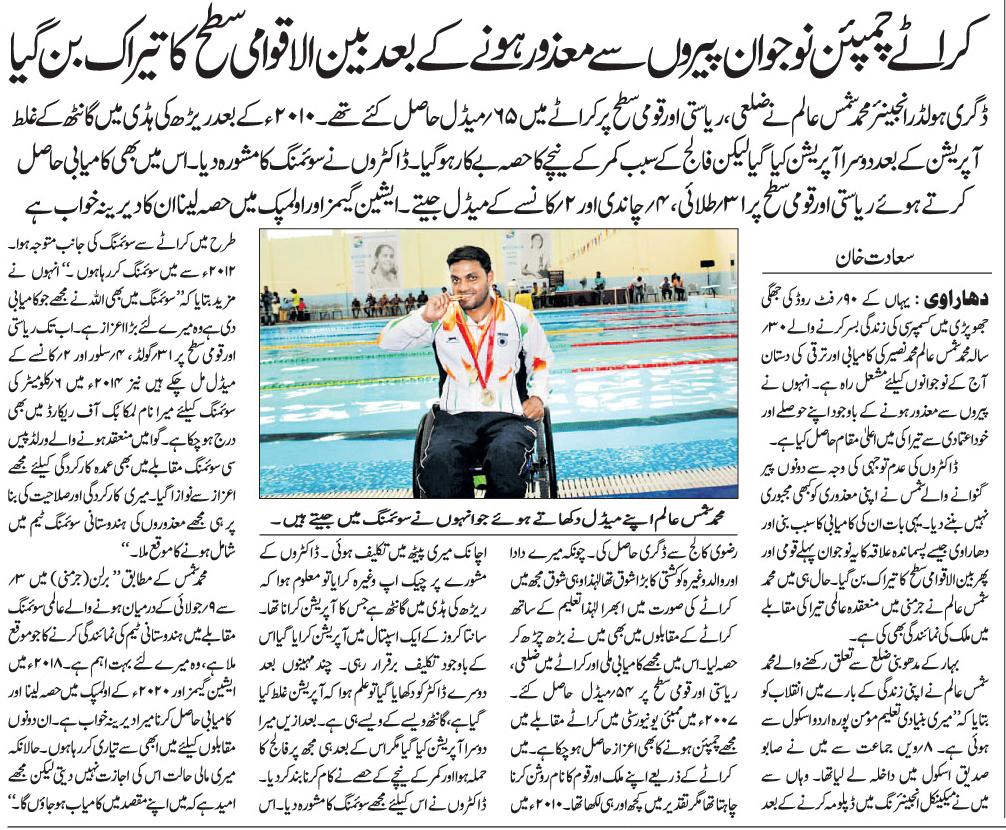 کراٹے چمپئن نوجوان پیروں سے معذور ہونے کے بعد بین الاقوامی سطح کا تیراک بن گیا
ڈگری ہولڈر انجینئر محمد شمس عالم نے ضلعی، ریاستی اور قومی سطح پر کراٹے میں ۶۵؍ میڈل حاصل کئے تھے۔ ۲۰۱۰ء کے بعد ریڑھ کی ہڈی میں گانٹھ کے غلط
آپریشن کے بعد دوسرا آپریشن کیا گیا لیکن فالج کے سبب کمر کے نیچے کا حصہ بے کار ہو گیا۔ ڈاکٹروں نے سوئمنگ کا مشورہ دیا۔ اس میں بھی کامیابی حاصل
کرتے ہوئے ریاستی اور قومی سطح پر ۳۱؍ طلائی، ۴؍ چاندی اور ۲؍ کانسے کے میڈل جیتے۔ ایشین گیمز اور اولمپک میں حصہ لینا ان کا دیرینہ خواب ہے
سعادت خان
دھاراوی: یہاں کے ۹۰؍ فٹ روڈ کی جھگی
جھوپڑی میں کسمپرسی کی زندگی بسر کرنے والے ۳۰؍
سالہ محمد شمس عالم محمد نصیر کی کامیابی اور ترقی کی دستان
آج کے نوجوانوں کیلئے مشعل راہ ہے۔ انہوں نے
پیروں سے معذور ہونے کے باوجود اپنے حوصلے اور
خود اعتمادی سے تیراکی میں اعلیٰ مقام حاصل کیا ہے۔
ڈاکٹروں کی عدم توجہی کی وجہ سے دونوں پیر
گنوانے والے شمس نے اپنی معذوری کو بھی مجبوری
نہیں بننے دیا۔ یہی بات ان کی کامیابی کا سبب بنی اور
دھاراوی جیسے پسماندہ علاقہ کا یہ نوجوان پہلے قومی اور
پھر بین الاقوامی سطح کا تیراک بن گیا۔ حال ہی میں محمد
شمس عالم نے جرمنی میں منعقدہ عالمی تیراکی مقابلے
میں ملک کی نمائندگی بھی کی ہے۔
بہار کے مدھوبنی ضلع سے تعلق رکھنے والے محمد
شمس عالم نے اپنی زندگی کے بارے میں انقلاب کو
بتایا کہ ’’میری بنیادی تعلیم مومن پورہ اردو اسکول سے
ہوئی ہے۔ ۸؍ویں جماعت سے میں نے صابو
صدیق اسکول میں داخلہ لے لیا تھا۔ وہاں سے
میں نے میکینکل انجینئرنگ میں ڈپلومہ کرنے کے بعد
محمد شمس عالم اپنے میڈل دکھاتے ہوئے جو انہوں نے سوئمنگ میں جیتے ہیں۔
رضوی کالج سے ڈگری حاصل کی۔ چونکہ میرے دادا
اور والد وغیرہ کو کشتی کا بڑا شوق تھا لہٰذا وہی شوق مجھ میں
کراٹے کی صورت میں ابھرا لہٰذا تعلیم کے ساتھ
کراٹے کے مقابلوں میں بھی میں نے بڑھ چڑھ کر
حصہ لیا۔ اس میں مجھے کامیابی ملی اور کراٹے میں ضلعی،
ریاستی اور قومی سطح پر ۵۴؍ میڈل حاصل کئے۔
۲۰۰۷ء میں ممبئی یونیورسٹی میں کراٹے مقابلے میں
مجھے چمپئن ہونے کا بھی اعزاز حاصل ہو چکا ہے۔ میں
کراٹے کے ذریعے اپنے ملک اور قوم کا نام روشن کرنا
چاہتا تھا مگر تقدیر میں کچھ اور ہی لکھا تھا۔ ۲۰۱۰ء میں
اچانک میری پیٹھ میں تکلیف ہوئی۔ ڈاکٹروں کے
مشورے پر چیک اپ وغیرہ کرایا تو معلوم ہوا کہ
ریڑھ کی ہڈی میں گانٹھ ہے جس کا آپریشن کرانا تھا۔
سانتا کروز کے ایک اسپتال میں آپریشن کرایا گیا اس
کے باوجود تکلیف برقرار رہی۔ چند مہینوں بعد
دوسرے ڈاکٹر کو دکھایا گیا تو علم ہوا کہ آپریشن غلط کیا
گیا ہے، گانٹھ ویسے کے ویسے ہی ہے۔ بعد ازیں میرا
دوسرا آپریشن کیا گیا مگر اس کے بعد ہی مجھ پر فالج کا
حملہ ہوا اور کمر کے نیچے کے حصے نے کام کرنا بند کر دیا۔
ڈاکٹروں نے اس کیلئے مجھے سوئمنگ کا مشورہ دیا۔ اس
طرح میں کراٹے سے سوئمنگ کی جانب متوجہ ہوا۔
۲۰۱۲ء سے میں سوئمنگ کر رہا ہوں۔‘‘ انہوں نے
مزید بتایا کہ ’’سوئمنگ میں بھی اللہ نے مجھے جو کامیابی
دی ہے وہ میرے لئے بڑا اعزاز ہے۔ اب تک ریاستی
اور قومی سطح پر ۳۱؍ گولڈ، ۴؍ سلور اور ۲؍ کانسے کے
میڈل مل چکے ہیں نیز ۲۰۱۴ء میں ۶؍ کلومیٹر کی
سوئمنگ کیلئے میرا نام لمکا بک آف ریکارڈ میں بھی
درج ہو چکا ہے۔ گوا میں منعقد ہونے والے ورلڈ پیس
سی سوئمنگ مقابلے میں بھی عمدہ کارکردگی کیلئے مجھے
اعزاز سے نوازا گیا۔ میری کارکردگی اور صلاحیت کی بنا
پر ہی مجھے معذوروں کی ہندوستانی سوئمنگ ٹیم میں
شامل ہونے کا موقع ملا۔‘‘
محمد شمس کے مطابق’’ برلن (جرمنی) میں ۳؍
سے ۹؍ جولائی کے درمیان ہونے والے عالمی سوئمنگ
مقابلے میں ہندوستانی ٹیم کی نمائندگی کرنے کا جو موقع
ملا ہے، وہ میرے لئے بہت اہم ہے۔ ۲۰۱۸ء میں
ایشین گیمز اور ۲۰۲۰ء کے اولمپک میں حصہ لینا اور
کامیابی حاصل کرنا میرا دیرینہ خواب ہے۔ ان دونوں
مقابلوں کیلئے میں ابھی سے تیاری کر رہا ہوں۔ حالانکہ
میری مالی حالت اس کی اجازت نہیں دیتی لیکن مجھے
امید ہے کہ میں اپنے مقصد میں کامیاب ہو جاؤں گا۔‘‘